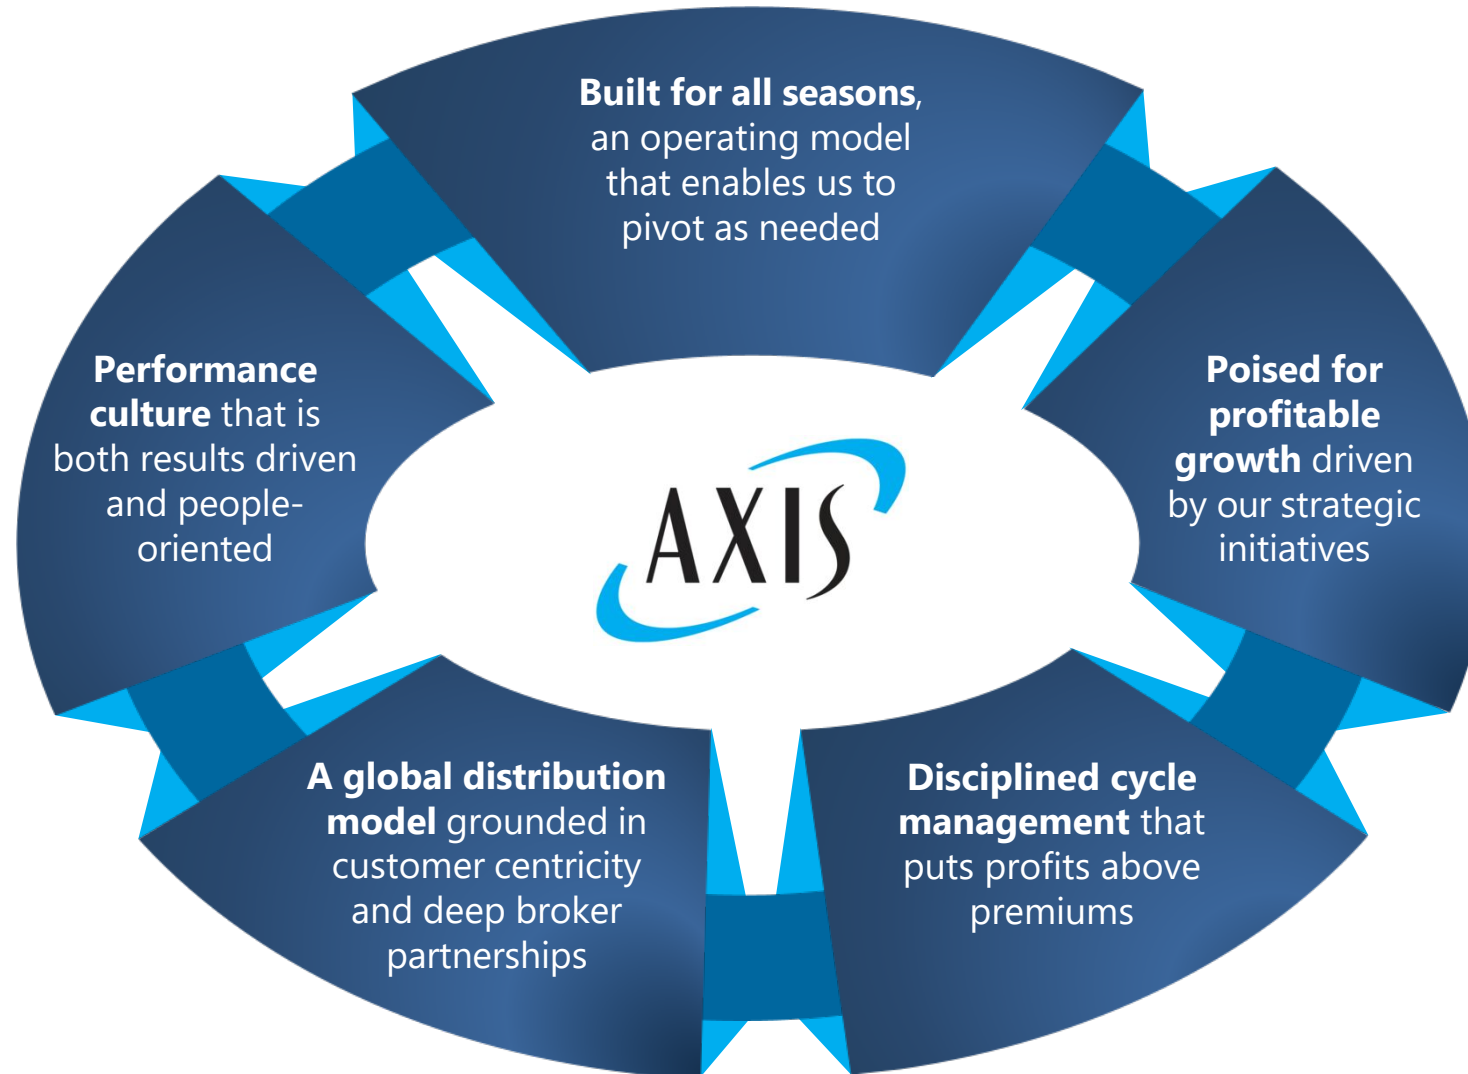 Built for all seasons,
an operating model
that enables us to
pivot as needed
Poised for
profitable
growth driven
by our strategic
initiatives
Disciplined cycle
management that
puts profits above
premiums
A global distribution
model grounded in
customer centricity
and deep broker
partnerships
Performance
culture that is
both results driven
and people-
oriented
AXIS